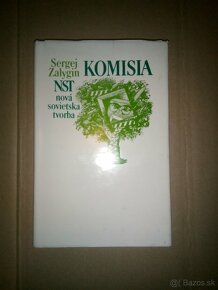 Sergej
Zalygin
KOMISIA
NST
nová
sovietska
tvorba
Bazos.sk